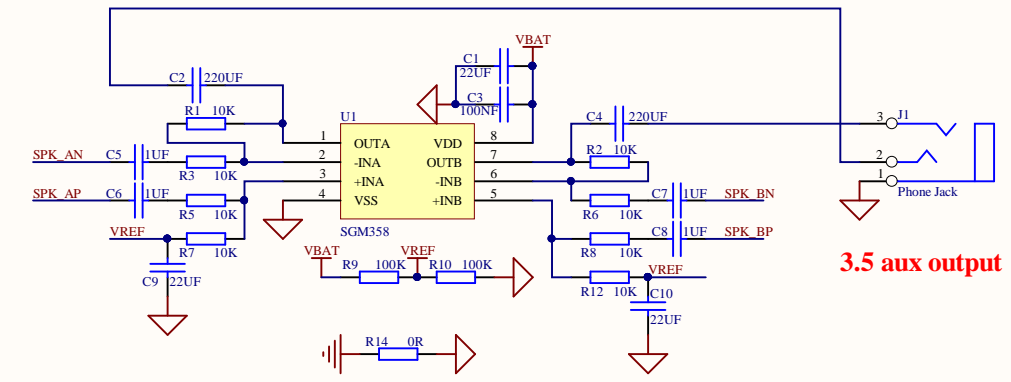 VBAT
C1
22UF
C2 220UF
C3
100NF
R1 10K
U1
C4 220UF
J1
1 OUTA
VDD 8
3
SPK_AN C5 1UF
R3 10K
2 -INA
OUTB 7
R2 10K
2
SPK_AP C6 1UF
R5 10K
3 +INA
-INB 6
1
Phone Jack
4 VSS
+INB 5
R6 10K
C7 1UF SPK_BN
SGM358
VREF
R7 10K
R8 10K
C8 1UF SPK_BP
C9 22UF
VBAT
R9 100K
VREF
R10 100K
R12 10K
VREF
C10
22UF
3.5 aux output
R14 0R